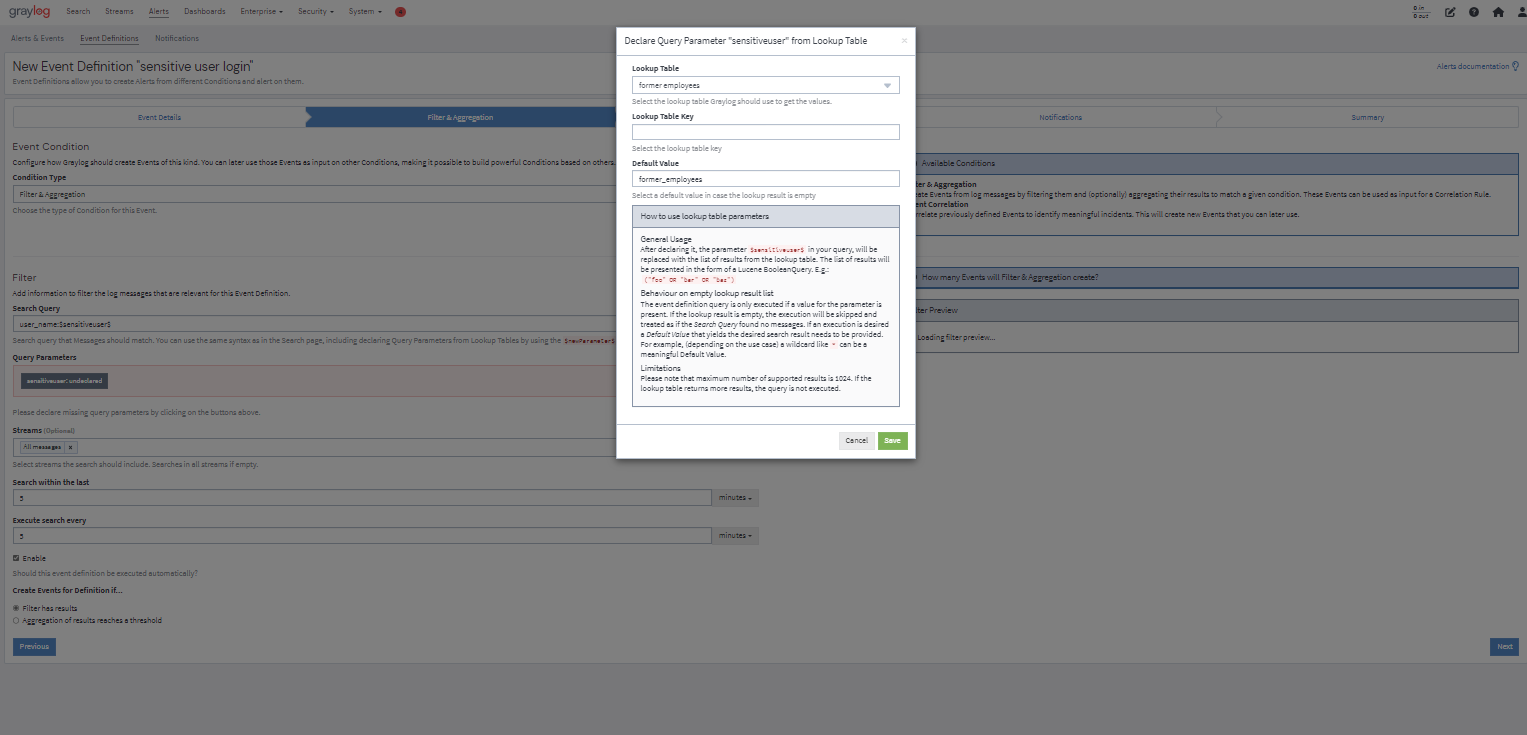 graylog Search Streams Alerts Dashboards Enterprise Security System
0 in
0 out
Alerts & Events Event Definitions Notifications
New Event Definition "sensitive user login"
Event Definitions allow you to create Alerts from different Conditions and alert on them.
Alerts documentation
Event Details Filter & Aggregation Notifications Summary
Event Condition
Configure how Graylog should create Events of this kind. You can later use those Events as input on other Conditions, making it possible to build powerful Conditions based on others.
Condition Type
Filter & Aggregation
Choose the type of Condition for this Event.
Available Conditions
ter & Aggregation
ate Events from log messages by filtering them and (optionally) aggregating their results to match a given condition. These Events can be used as input for a Correlation Rule.
ent Correlation
rrelate previously defined Events to identify meaningful incidents. This will create new Events that you can later use.
Filter
Add information to filter the log messages that are relevant for this Event Definition.
Search Query
user_name:$sensitiveuser$
Search query that Messages should match. You can use the same syntax as in the Search page, including declaring Query Parameters from Lookup Tables by using the $newParameter$
Query Parameters
sensitiveuser: undeclared
Please declare missing query parameters by clicking on the buttons above.
How many Events will Filter & Aggregation create?
ter Preview
Loading filter preview...
Streams (Optional)
All messages x
Select streams the search should include. Searches in all streams if empty.
Search within the last
5 minutes
Execute search every
5 minutes
Enable
Should this event definition be executed automatically?
Create Events for Definition if...
Filter has results
Aggregation of results reaches a threshold
Previous Next
Declare Query Parameter "sensitiveuser" from Lookup Table ×
Lookup Table
former employees
Select the lookup table Graylog should use to get the values.
Lookup Table Key
Select the lookup table key
Default Value
former_employees
Select a default value in case the lookup result is empty
How to use lookup table parameters
General Usage
After declaring it, the parameter $sensitiveuser$ in your query, will be
replaced with the list of results from the lookup table. The list of results will
be presented in the form of a Lucene BooleanQuery. E.g.:
("foo" OR "bar" OR "baz")
Behaviour on empty lookup result list
The event definition query is only executed if a value for the parameter is
present. If the lookup result is empty, the execution will be skipped and
treated as if the Search Query found no messages. If an execution is desired
a Default Value that yields the desired search result needs to be provided.
For example, (depending on the use case) a wildcard like * can be a
meaningful Default Value.
Limitations
Please note that maximum number of supported results is 1024. If the
lookup table returns more results, the query is not executed.
Cancel Save